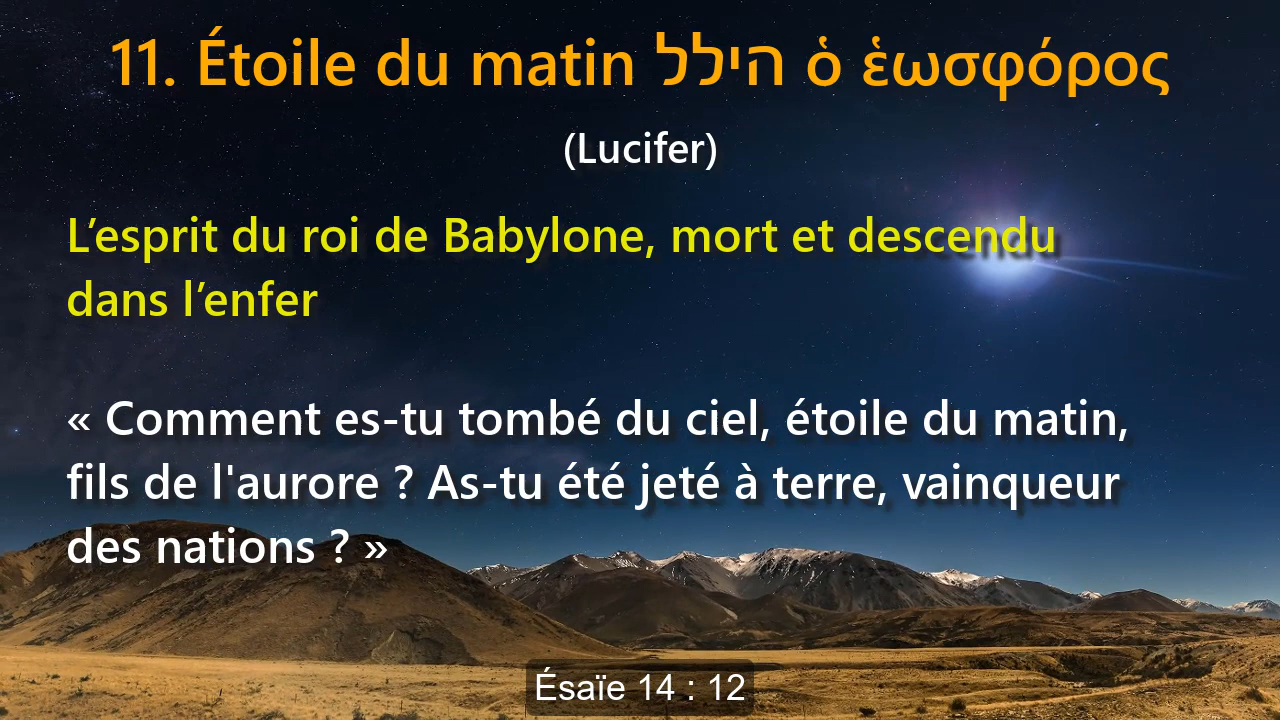 11. Étoile du matin הילל ὁ ἑωσφόρος
(Lucifer)
L’esprit du roi de Babylone, mort et descendu
dans l’enfer
« Comment es-tu tombé du ciel, étoile du matin,
fils de l'aurore ? As-tu été jeté à terre, vainqueur
des nations ? »
Ésaïe 14 : 12